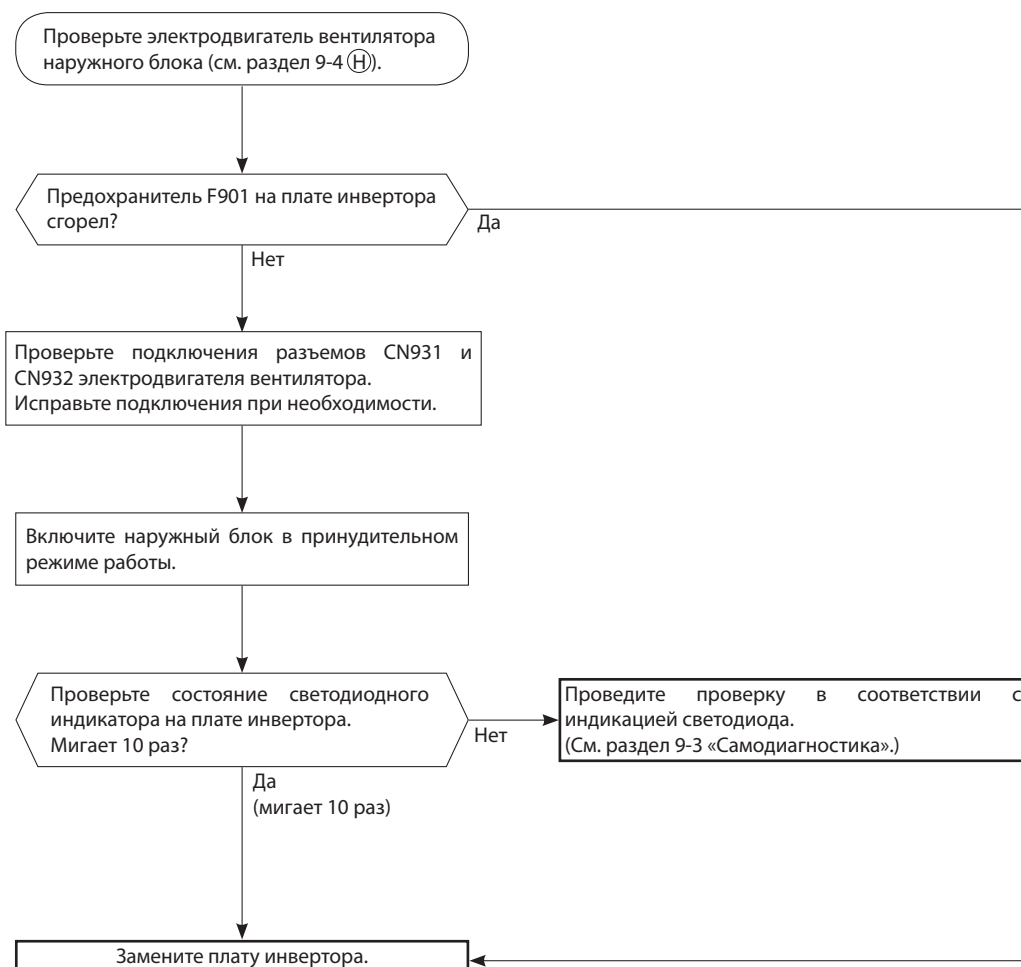 Проверьте электродвигатель вентилятора
наружного блока (см. раздел 9-4 Ⓗ).
Предохранитель F901 на плате инвертора
сгорел?
Да
Нет
Проверьте подключения разъемов CN931 и
CN932 электродвигателя вентилятора.
Исправьте подключения при необходимости.
Включите наружный блок в принудительном
режиме работы.
Проверьте состояние светодиодного
индикатора на плате инвертора.
Мигает 10 раз?
Нет
Проведите проверку в соответствии с
индикацией светодиода.
(См. раздел 9-3 «Самодиагностика».)
Да
(мигает 10 раз)
Замените плату инвертора.